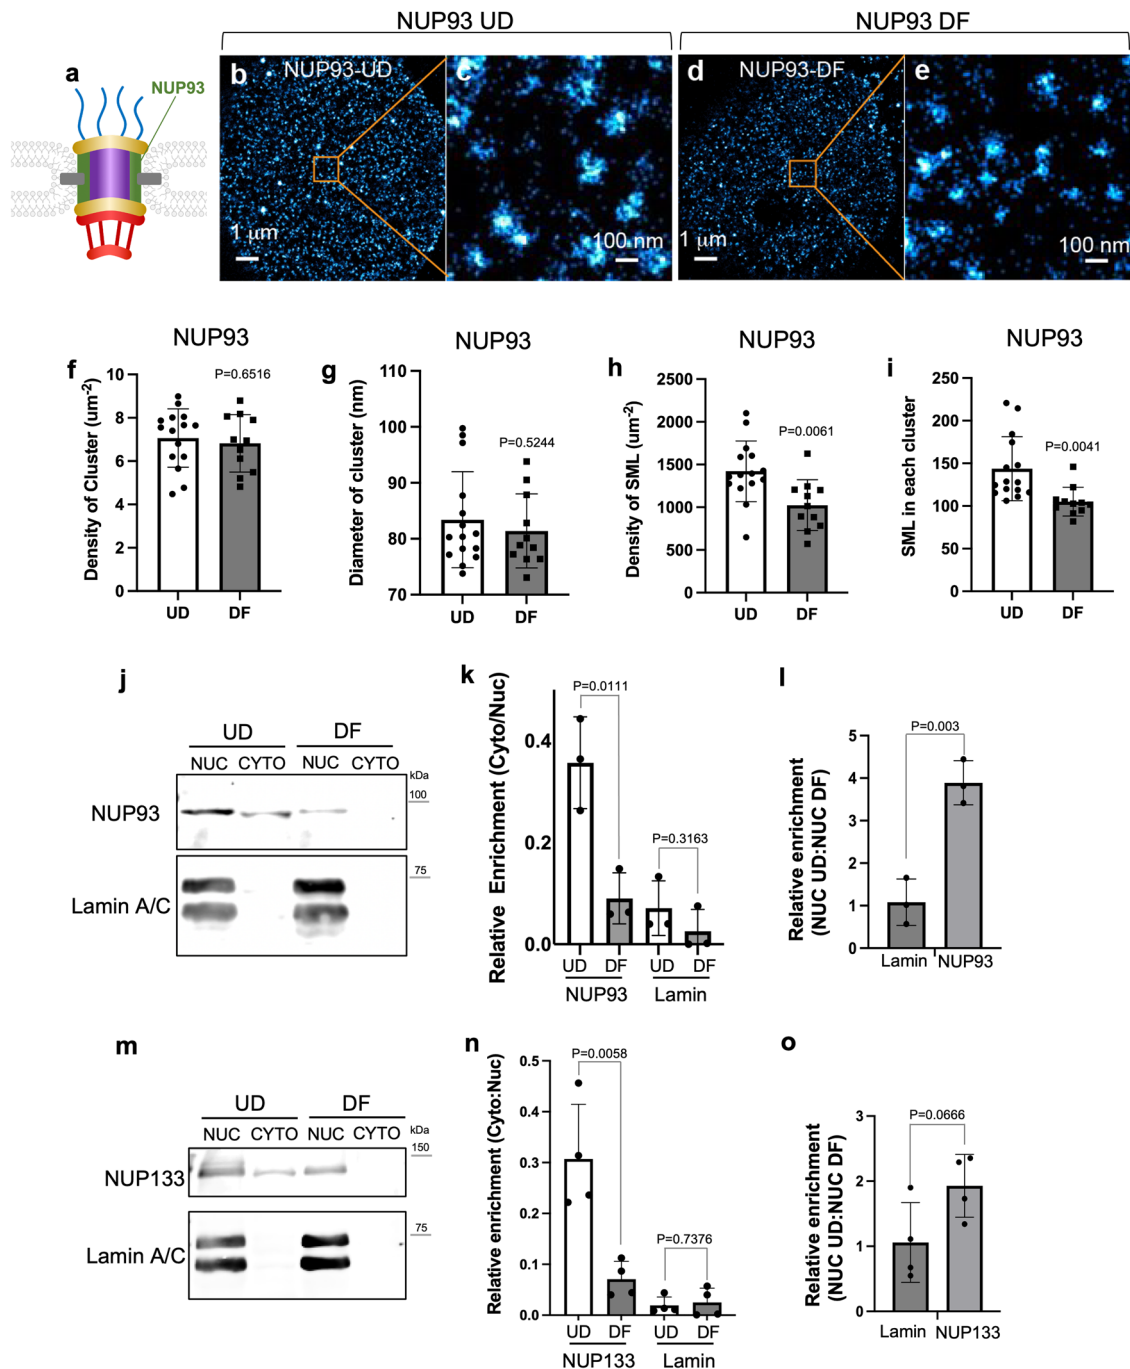 NUP93 UD
NUP93 DF
a
NUP93
b
NUP93-UD
1 μm
c
100 nm
d
NUP93-DF
1 μm
e
100 nm
f
NUP93
P=0.6516
Density of Cluster (um⁻²)
10
8
6
4
2
0
UD
DF
g
NUP93
P=0.5244
Diameter of cluster (nm)
110
100
90
80
70
UD
DF
h
NUP93
P=0.0061
Density of SML (um⁻²)
2500
2000
1500
1000
500
0
UD
DF
i
NUP93
P=0.0041
SML in each cluster
250
200
150
100
50
0
UD
DF
j
UD
DF
NUC CYTO NUC CYTO
kDa
100
NUP93
75
Lamin A/C
k
P=0.0111
P=0.3163
Relative Enrichment (Cyto/Nuc)
0.4
0.2
0.0
UD DF UD DF
NUP93
Lamin
l
P=0.003
Relative enrichment
(NUC UD:NUC DF)
5
4
3
2
1
0
Lamin NUP93
m
UD
DF
NUC CYTO NUC CYTO
kDa
150
NUP133
75
Lamin A/C
n
P=0.0058
P=0.7376
Relative enrichment (Cyto:Nuc)
0.5
0.4
0.3
0.2
0.1
0.0
UD DF UD DF
NUP133
Lamin
o
P=0.0666
Relative enrichment
(NUC UD:NUC DF)
3
2
1
0
Lamin NUP133